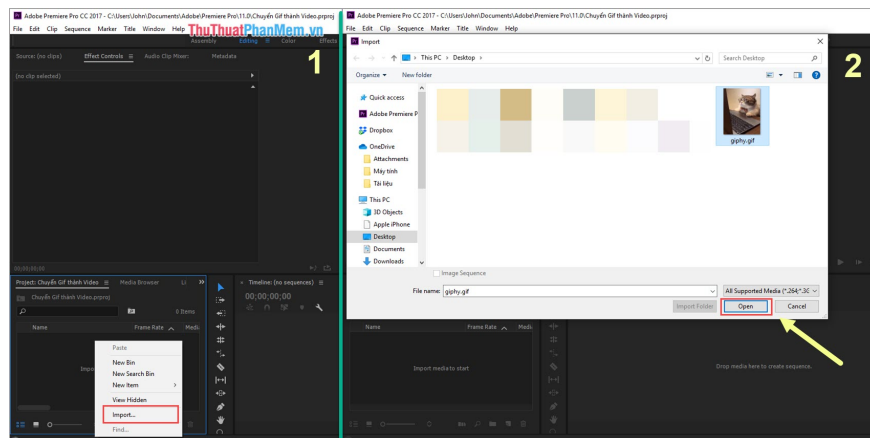 Adobe Premiere Pro CC 2017 - C:\Users\John\Documents\Adobe\Premiere Pro\11.0\Chuyển Gif thành Video.prproj
File Edit Clip Sequence Marker Title Window Help
ThuThuatPhanMem.vn
Assembly Editing Color Effects
1
Source: (no clips) Effect Controls Audio Clip Mixer: Metadata
(no clip selected)
00;00;00;00
Project: Chuyển Gif thành Video Media Browser Li
Chuyển Gif thành Video.prproj
0 Items
Name Frame Rate Media
Paste
New Bin
New Search Bin
New Item
View Hidden
Import...
Find...
Timeline: (no sequences)
00;00;00;00
Adobe Premiere Pro CC 2017 - C:\Users\John\Documents\Adobe\Premiere Pro\11.0\Chuyển Gif thành Video.prproj
File Edit Clip Sequence Marker Title Window Help
2
Import
This PC Desktop
Search Desktop
Organize New folder
Quick access
Adobe Premiere P
Dropbox
OneDrive
Attachments
Máy tính
Tài liệu
This PC
3D Objects
Apple iPhone
Desktop
Documents
Downloads
giphy.gif
Image Sequence
File name: giphy.gif
All Supported Media (*.264;*.3G
Import Folder Open Cancel
Name Frame Rate Media
Import media to start
Drop media here to create sequence.